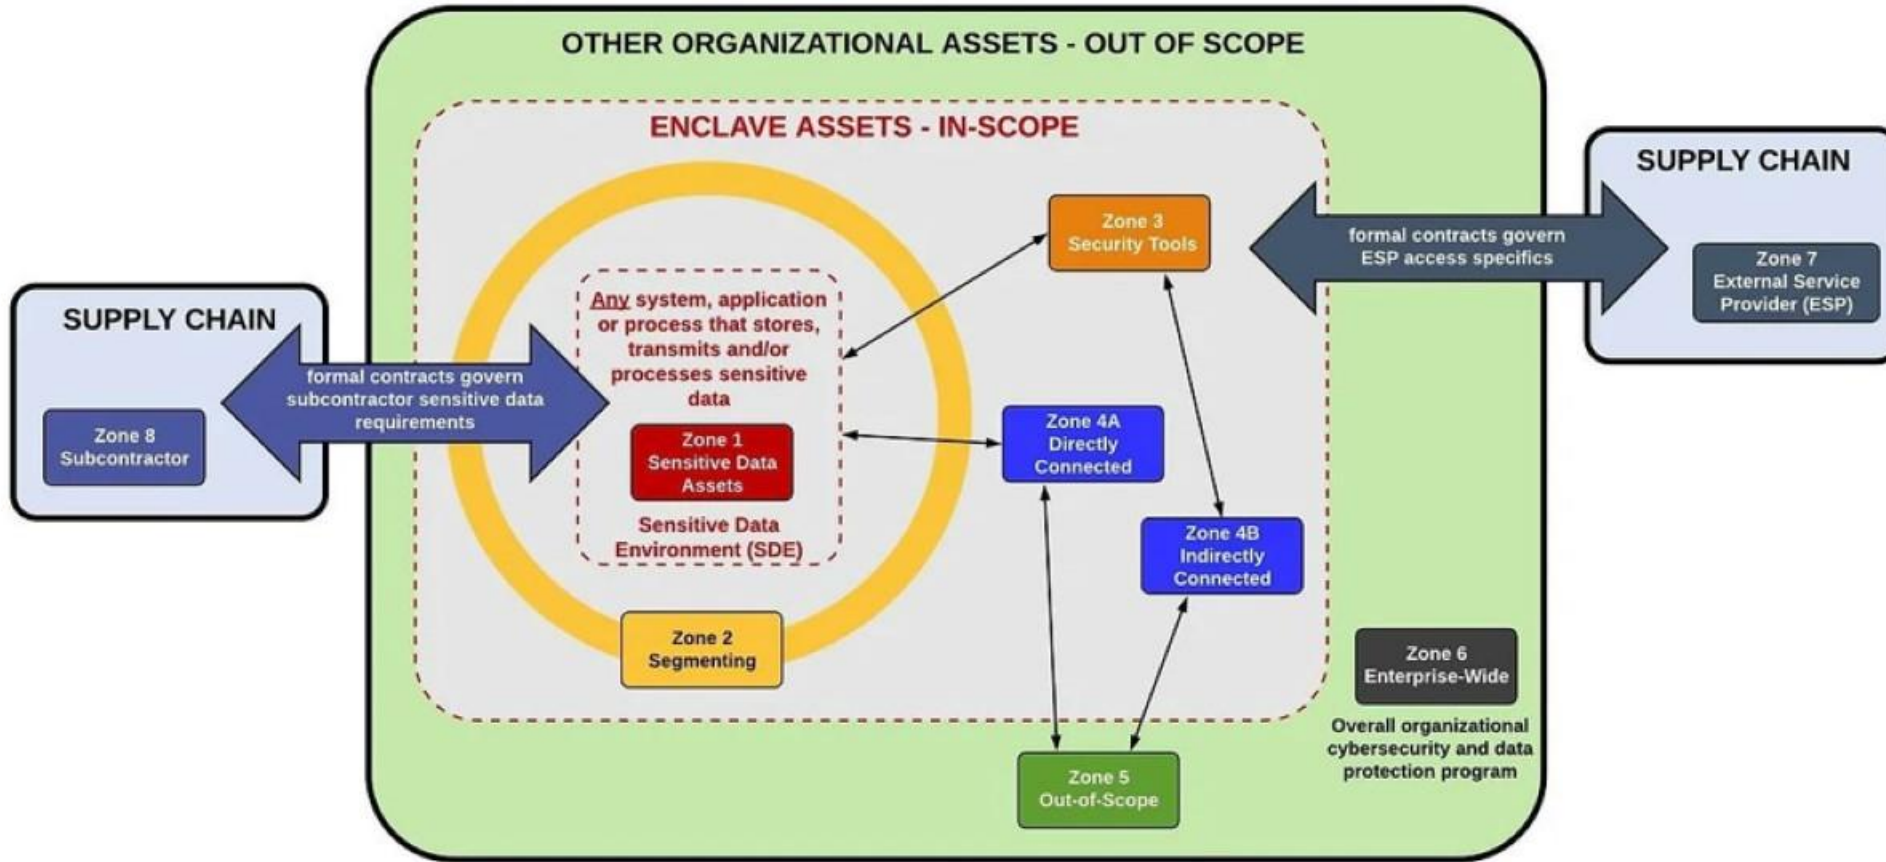 OTHER ORGANIZATIONAL ASSETS - OUT OF SCOPE
ENCLAVE ASSETS - IN-SCOPE
SUPPLY CHAIN
Zone 8
Subcontractor
formal contracts govern
subcontractor sensitive data
requirements
Any system, application
or process that stores,
transmits and/or
processes sensitive
data
Zone 1
Sensitive Data
Assets
Sensitive Data
Environment (SDE)
Zone 2
Segmenting
Zone 3
Security Tools
Zone 4A
Directly
Connected
Zone 4B
Indirectly
Connected
Zone 5
Out-of-Scope
Zone 6
Enterprise-Wide
Overall organizational
cybersecurity and data
protection program
formal contracts govern
ESP access specifics
SUPPLY CHAIN
Zone 7
External Service
Provider (ESP)